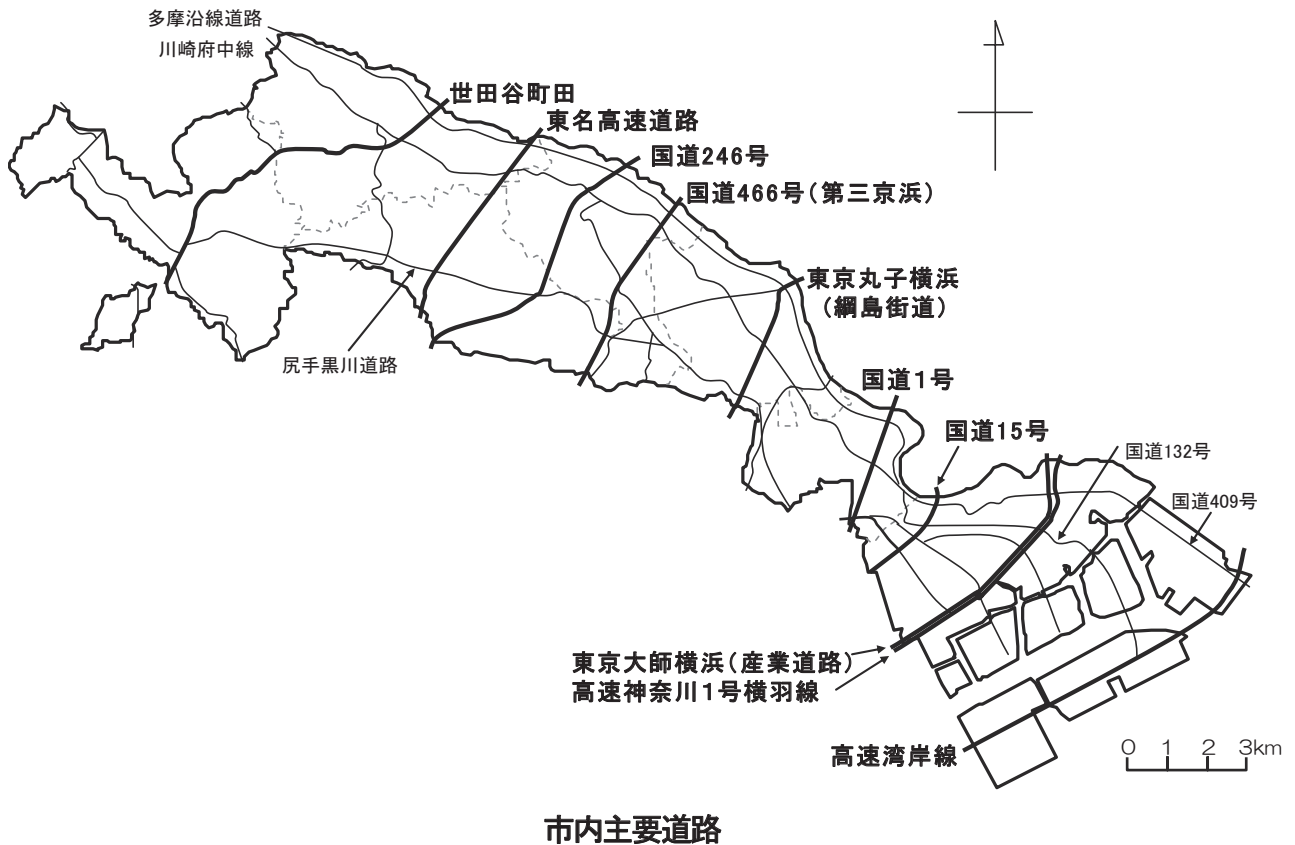 多摩沿線道路
川崎府中線
世田谷町田
東名高速道路
国道246号
国道466号(第三京浜)
東京丸子横浜
(綱島街道)
尻手黒川道路
国道1号
国道15号
国道132号
国道409号
東京大師横浜(産業道路)
高速神奈川1号横羽線
高速湾岸線
0 1 2 3km
市内主要道路